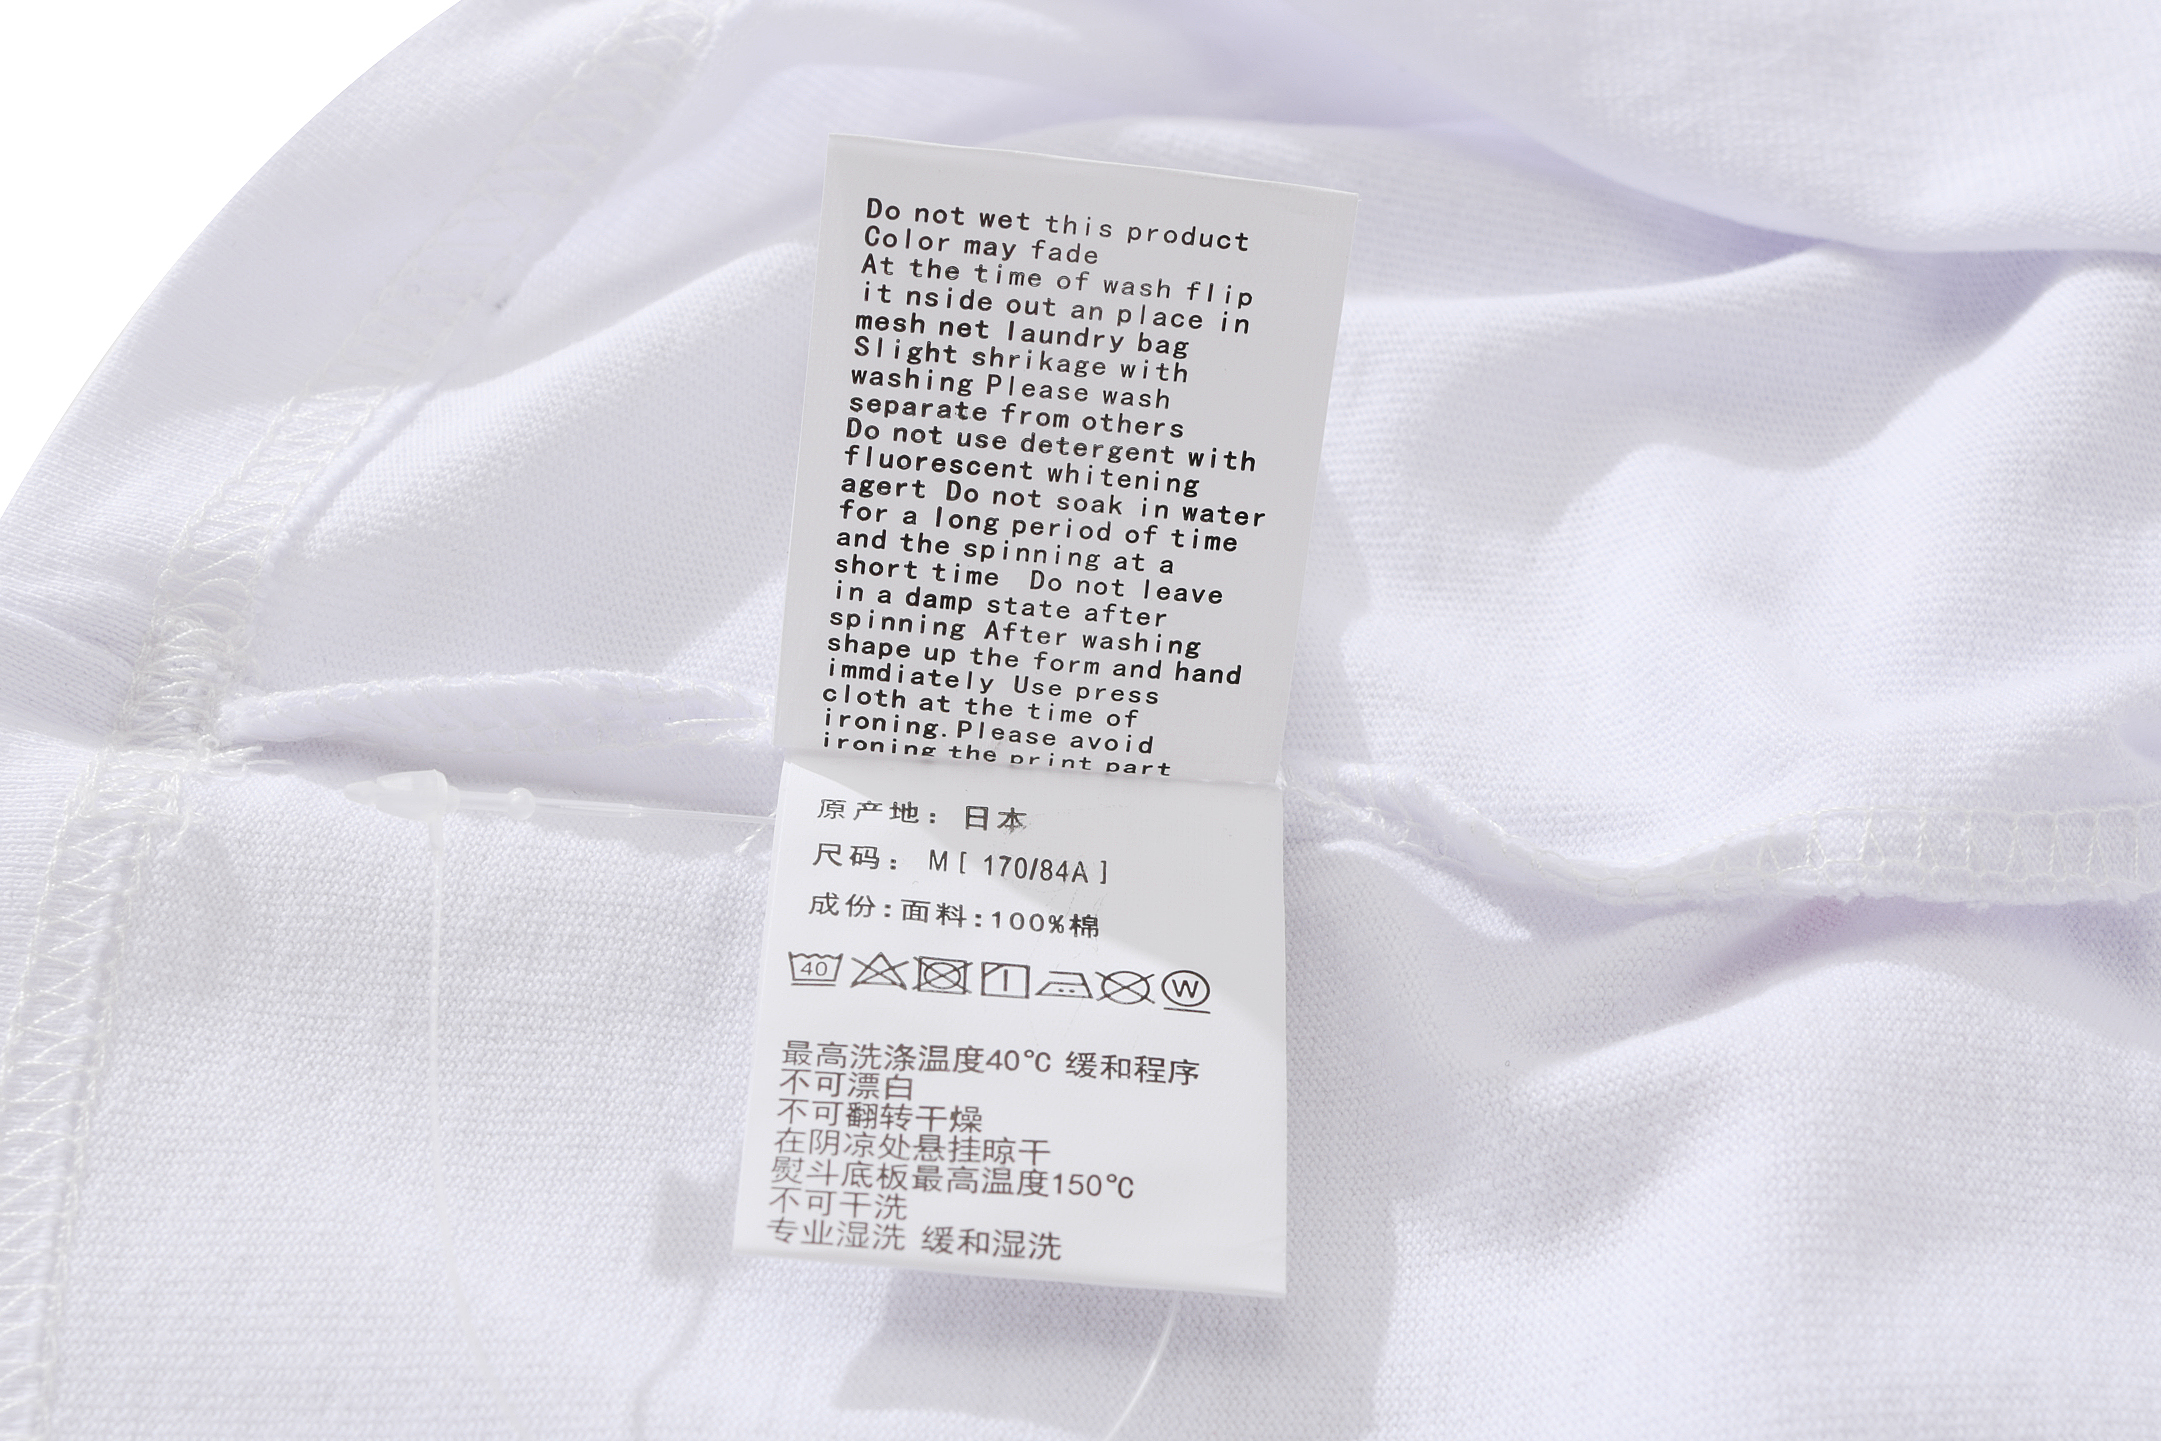 Do not wet this product
Color may fade
At the time of wash flip
it nside out an place in
mesh net laundry bag
Slight shrikage with
washing Please wash
separate from others
Do not use detergent with
fluorescent whitening
agert Do not soak in water
for a long period of time
and the spinning at a
short time Do not leave
in a damp state after
spinning After washing
shape up the form and hand
immdiately Use press
cloth at the time of
ironing.Please avoid
ironing the print part
原产地：日本
尺码：M[170/84A]
成份:面料:100%棉
40 W
最高洗涤温度40℃ 缓和程序
不可漂白
不可翻转干燥
在阴凉处悬挂晾干
熨斗底板最高温度150℃
不可干洗
专业湿洗 缓和湿洗